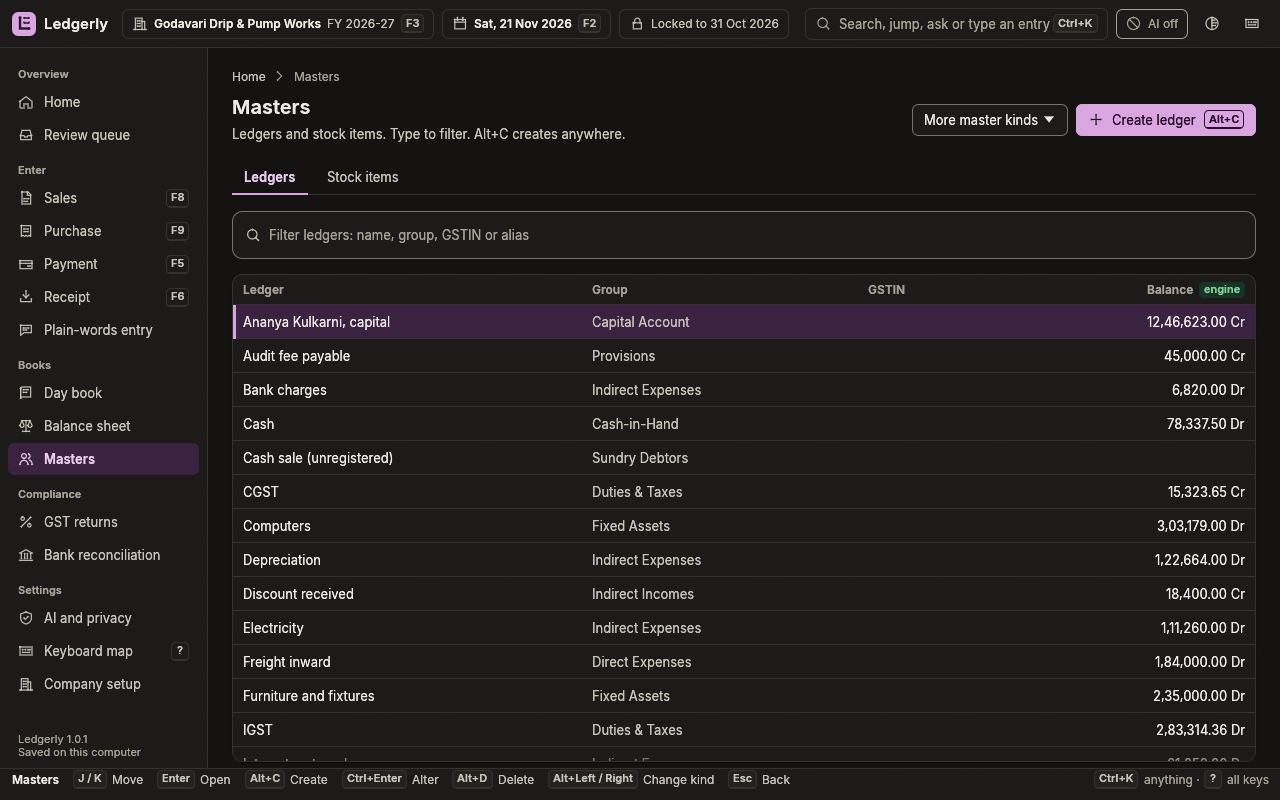 Ledgerly
Godavari Drip & Pump Works FY 2026-27 F3
Sat, 21 Nov 2026 F2
Locked to 31 Oct 2026
Search, jump, ask or type an entry Ctrl+K
AI off
Overview
Home
Review queue
Enter
Sales F8
Purchase F9
Payment F5
Receipt F6
Plain-words entry
Books
Day book
Balance sheet
Masters
Compliance
GST returns
Bank reconciliation
Settings
AI and privacy
Keyboard map ?
Company setup
Ledgerly 1.0.1
Saved on this computer
Home Masters
Masters
Ledgers and stock items. Type to filter. Alt+C creates anywhere.
More master kinds
Create ledger Alt+C
Ledgers Stock items
Filter ledgers: name, group, GSTIN or alias
Ledger Group GSTIN Balance engine
Ananya Kulkarni, capital Capital Account 12,46,623.00 Cr
Audit fee payable Provisions 45,000.00 Cr
Bank charges Indirect Expenses 6,820.00 Dr
Cash Cash-in-Hand 78,337.50 Dr
Cash sale (unregistered) Sundry Debtors
CGST Duties & Taxes 15,323.65 Cr
Computers Fixed Assets 3,03,179.00 Dr
Depreciation Indirect Expenses 1,22,664.00 Dr
Discount received Indirect Incomes 18,400.00 Cr
Electricity Indirect Expenses 1,11,260.00 Dr
Freight inward Direct Expenses 1,84,000.00 Dr
Furniture and fixtures Fixed Assets 2,35,000.00 Dr
IGST Duties & Taxes 2,83,314.36 Dr
Masters J / K Move Enter Open Alt+C Create Ctrl+Enter Alter Alt+D Delete Alt+Left / Right Change kind Esc Back
Ctrl+K anything · ? all keys